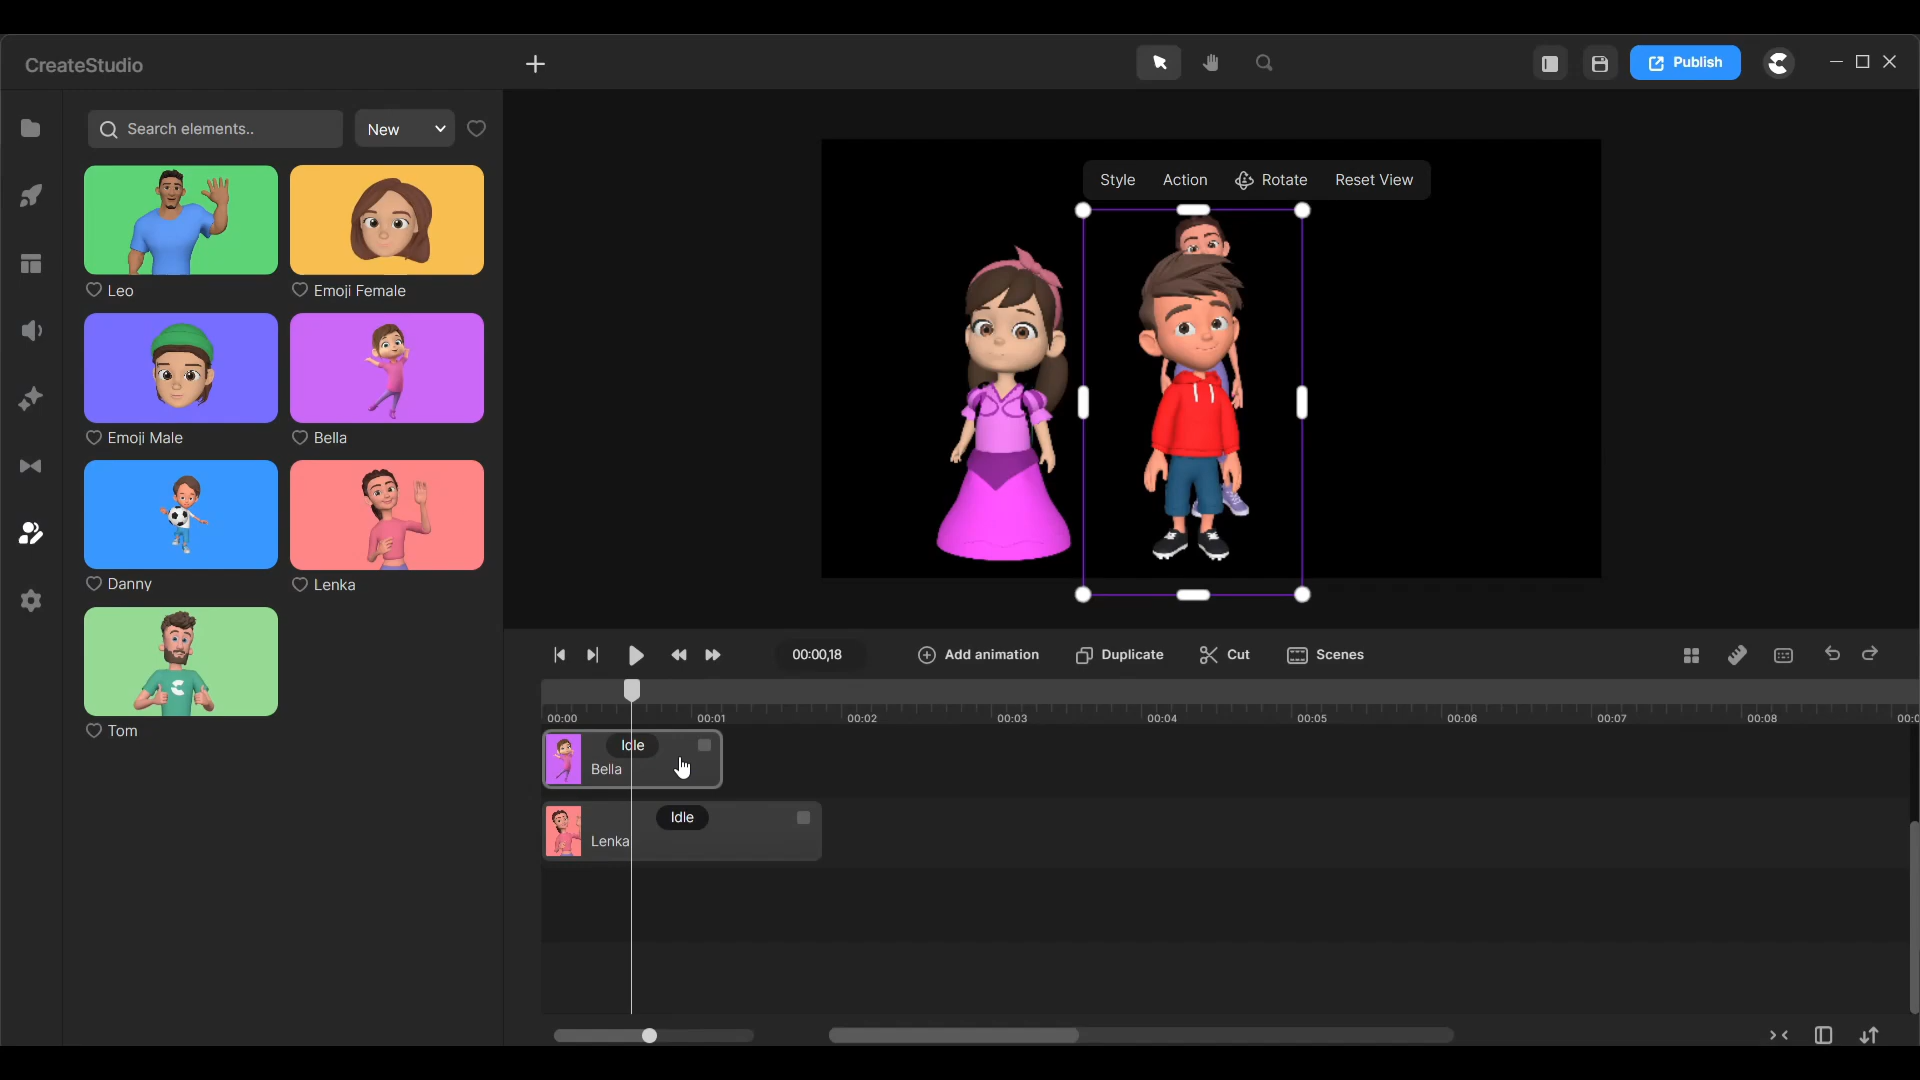 CreateStudio
Publish
Search elements..
New
Style
Action
Rotate
Reset View
Leo
Emoji Female
Emoji Male
Bella
Danny
Lenka
Tom
00:00,18
Add animation
Duplicate
Cut
Scenes
00:00
00:01
00:02
00:03
00:04
00:05
00:06
00:07
00:08
00:0
Idle
Bella
Idle
Lenka